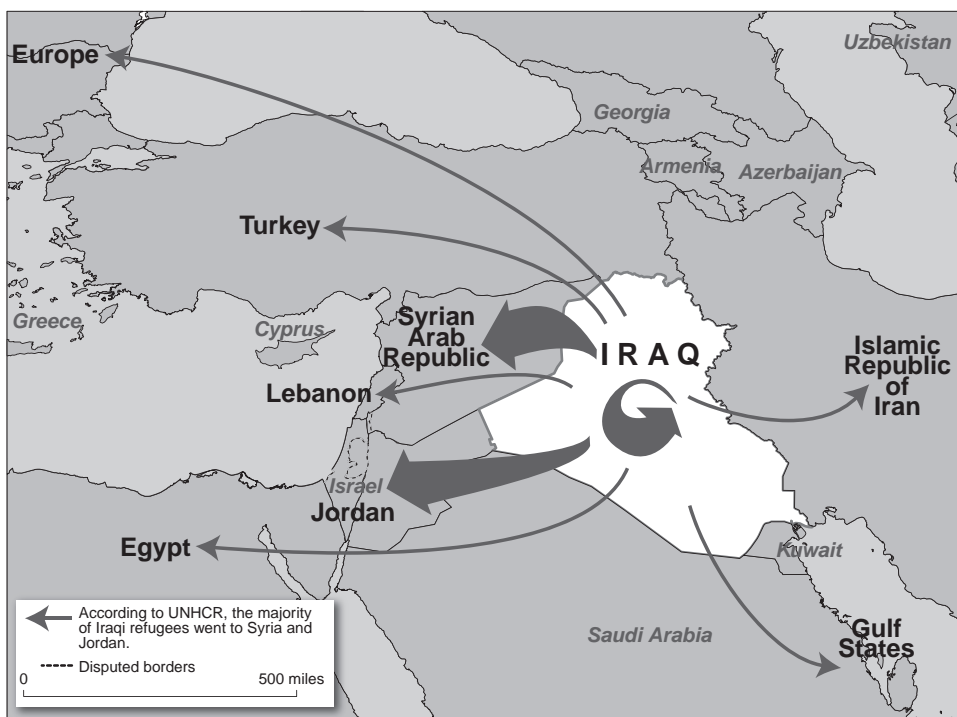 Europe
Uzbekistan
Georgia
Armenia
Azerbaijan
Turkey
Greece
Cyprus
Syrian
Arab
Republic
IRAQ
Islamic
Republic
of
Iran
Lebanon
Israel
Jordan
Egypt
Kuwait
Saudi Arabia
Gulf
States
According to UNHCR, the majority
of Iraqi refugees went to Syria and
Jordan.
Disputed borders
0 500 miles